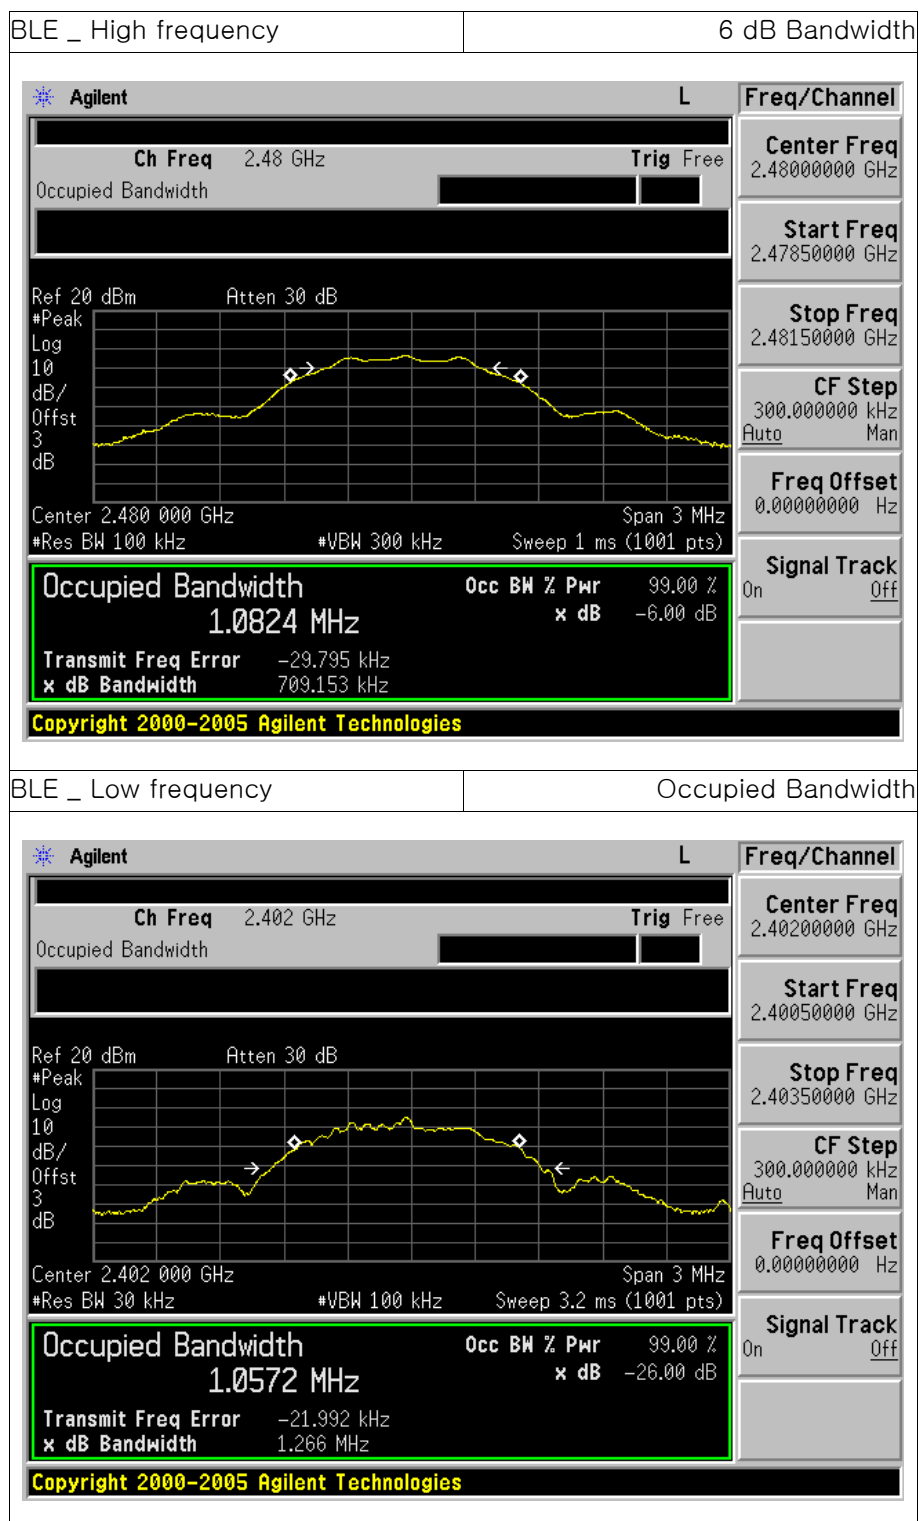 BLE _ High frequency 6 dB Bandwidth
Agilent L Freq/Channel
Ch Freq 2.48 GHz Trig Free
Occupied Bandwidth
Center Freq
2.48000000 GHz
Start Freq
2.47850000 GHz
Stop Freq
2.48150000 GHz
CF Step
300.000000 kHz
Auto Man
Freq Offset
0.00000000 Hz
Signal Track
On Off
Ref 20 dBm Atten 30 dB
#Peak
Log
10
dB/
Offst
3
dB
Center 2.480 000 GHz Span 3 MHz
#Res BW 100 kHz #VBW 300 kHz Sweep 1 ms (1001 pts)
Occupied Bandwidth Occ BW % Pwr 99.00 %
1.0824 MHz x dB -6.00 dB
Transmit Freq Error -29.795 kHz
x dB Bandwidth 709.153 kHz
Copyright 2000-2005 Agilent Technologies
BLE _ Low frequency Occupied Bandwidth
Agilent L Freq/Channel
Ch Freq 2.402 GHz Trig Free
Occupied Bandwidth
Center Freq
2.40200000 GHz
Start Freq
2.40050000 GHz
Stop Freq
2.40350000 GHz
CF Step
300.000000 kHz
Auto Man
Freq Offset
0.00000000 Hz
Signal Track
On Off
Ref 20 dBm Atten 30 dB
#Peak
Log
10
dB/
Offst
3
dB
Center 2.402 000 GHz Span 3 MHz
#Res BW 30 kHz #VBW 100 kHz Sweep 3.2 ms (1001 pts)
Occupied Bandwidth Occ BW % Pwr 99.00 %
1.0572 MHz x dB -26.00 dB
Transmit Freq Error -21.992 kHz
x dB Bandwidth 1.266 MHz
Copyright 2000-2005 Agilent Technologies